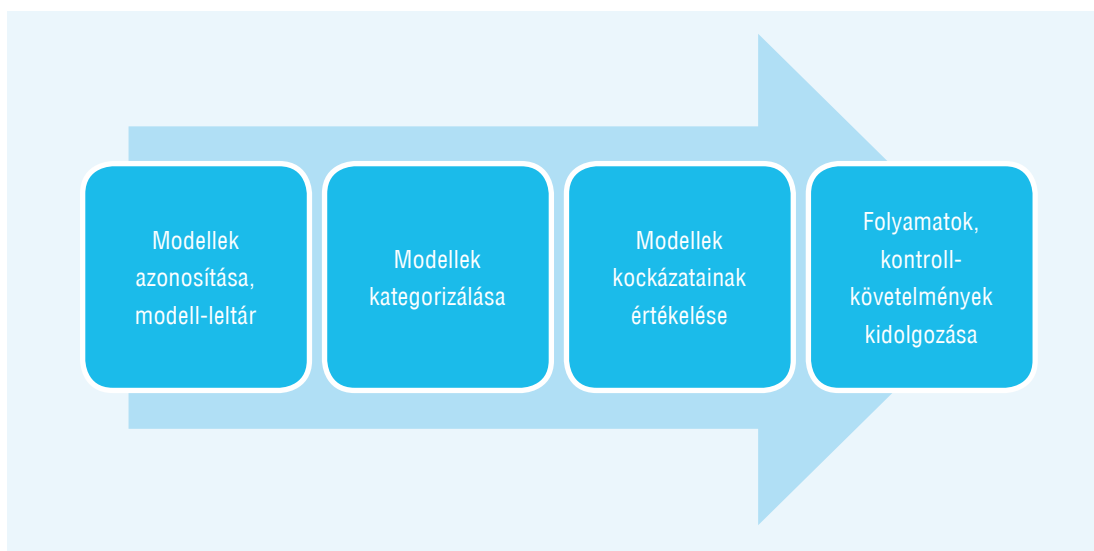 Modellek
azonosítása,
modell-leltár
Modellek
kategorizálása
Modellek
kockázatainak
értékelése
Folyamatok,
kontroll-
követelmények
kidolgozása